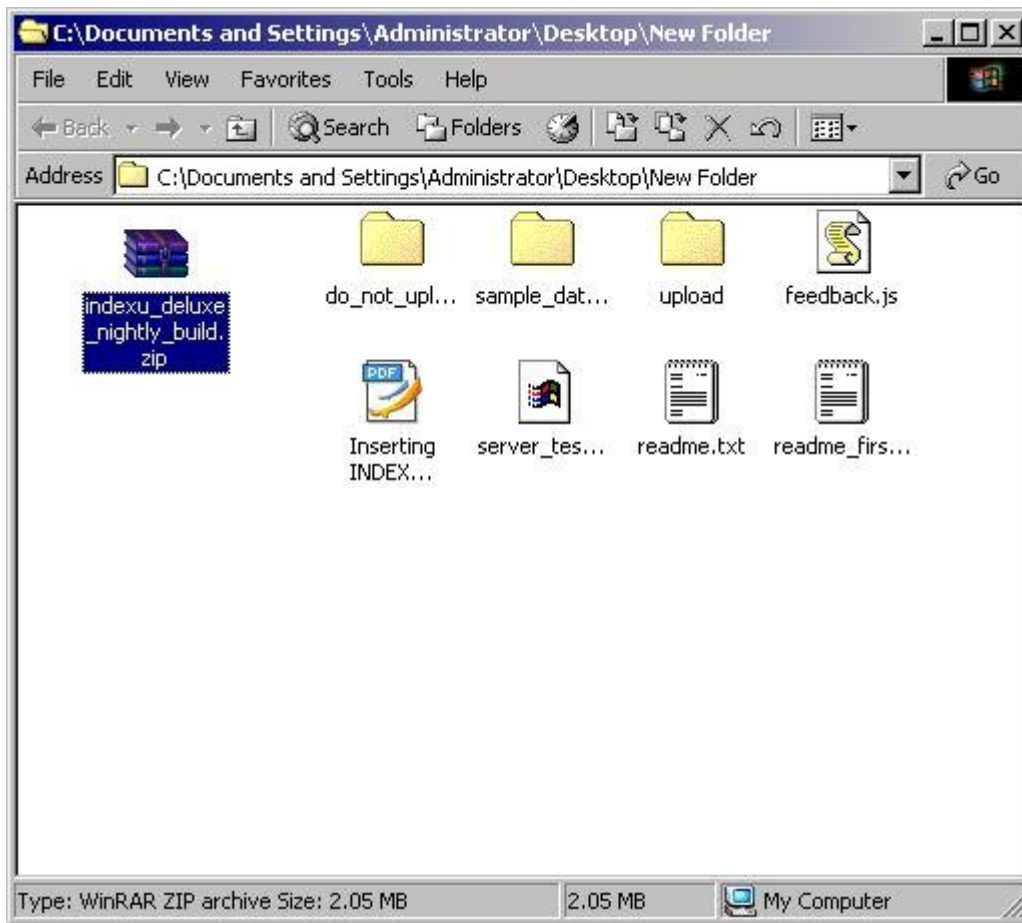 C:\Documents and Settings\Administrator\Desktop\New Folder
File Edit View Favorites Tools Help
Back Search Folders
Address C:\Documents and Settings\Administrator\Desktop\New Folder Go
indexu_deluxe
_nightly_build.
zip
do_not_upl... sample_dat... upload feedback.js
PDF
Inserting
INDEX...
server_tes... readme.txt readme_firs...
Type: WinRAR ZIP archive Size: 2.05 MB 2.05 MB My Computer